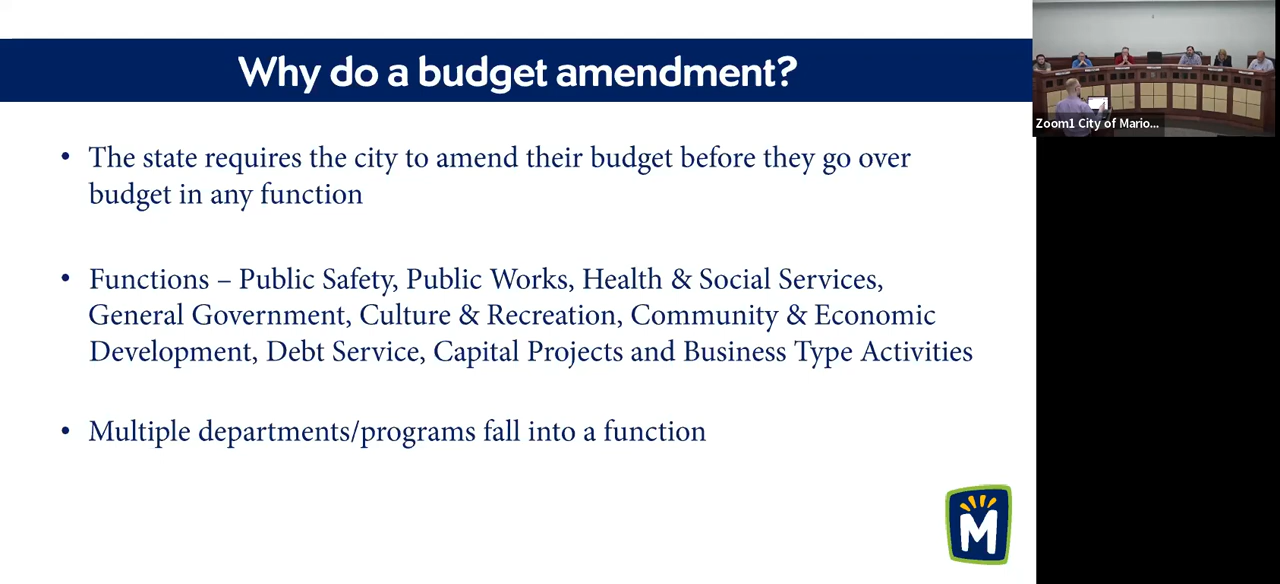 Why do a budget amendment?
• The state requires the city to amend their budget before they go over
budget in any function
• Functions – Public Safety, Public Works, Health & Social Services,
General Government, Culture & Recreation, Community & Economic
Development, Debt Service, Capital Projects and Business Type Activities
• Multiple departments/programs fall into a function
M
Zoom1 City of Mario...